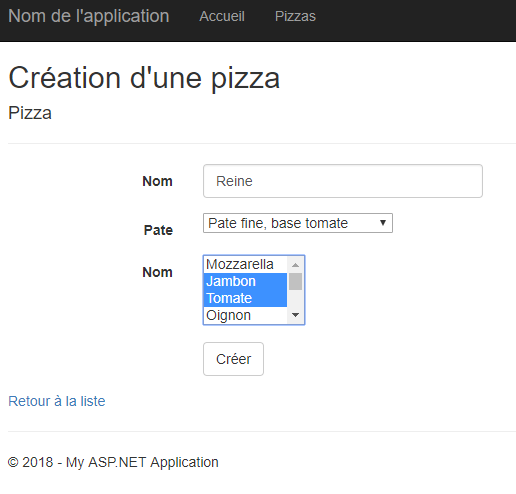 Nom de l'application Accueil Pizzas
Création d'une pizza
Pizza
Nom Reine
Pate Pate fine, base tomate
Nom Mozzarella
Jambon
Tomate
Oignon
Créer
Retour à la liste
© 2018 - My ASP.NET Application